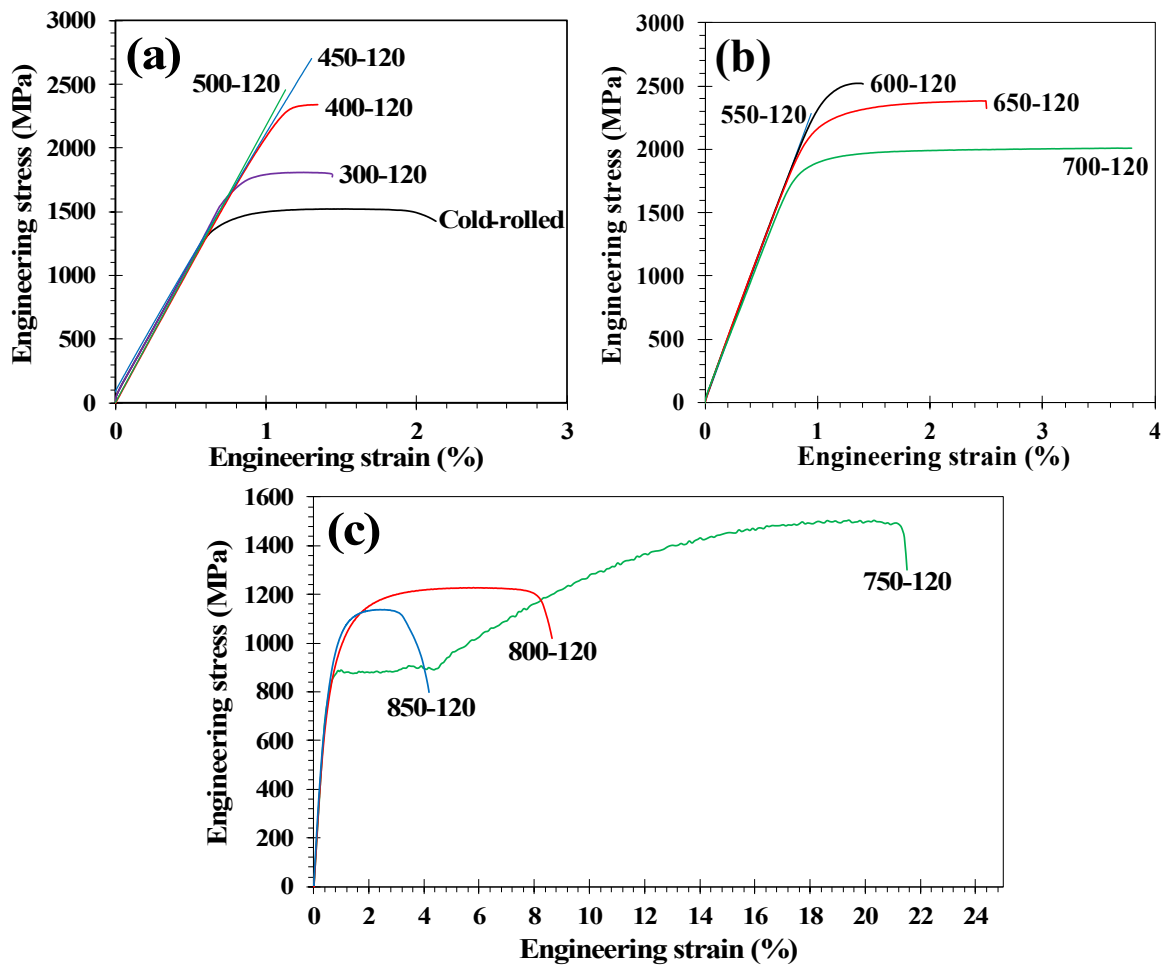 (a)
Engineering stress (MPa)
3000
2500
2000
1500
1000
500
0
450-120
500-120
400-120
300-120
Cold-rolled
0 1 2 3
Engineering strain (%)
(b)
Engineering stress (MPa)
3000
2500
2000
1500
1000
500
0
600-120
550-120
650-120
700-120
0 1 2 3 4
Engineering strain (%)
(c)
Engineering stress (MPa)
1600
1400
1200
1000
800
600
400
200
0
750-120
800-120
850-120
0 2 4 6 8 10 12 14 16 18 20 22 24
Engineering strain (%)